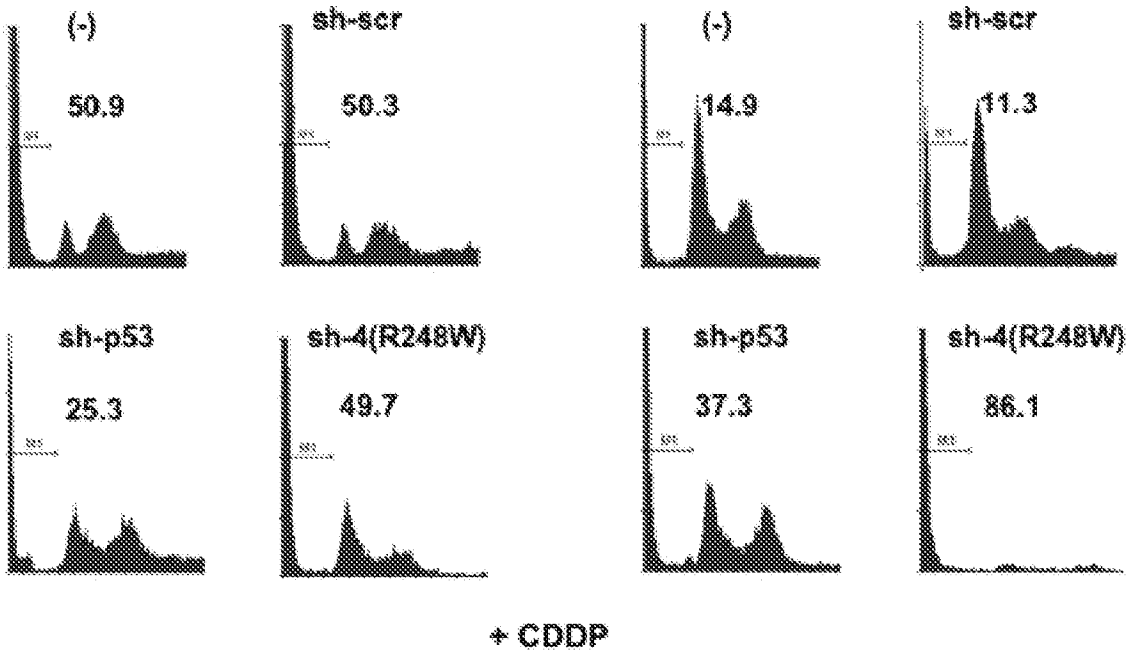 (-) sh-scr (-) sh-scr
50.9 50.3 14.9 11.3
sh-p53 sh-4(R248W) sh-p53 sh-4(R248W)
25.3 49.7 37.3 86.1
+ CDDP